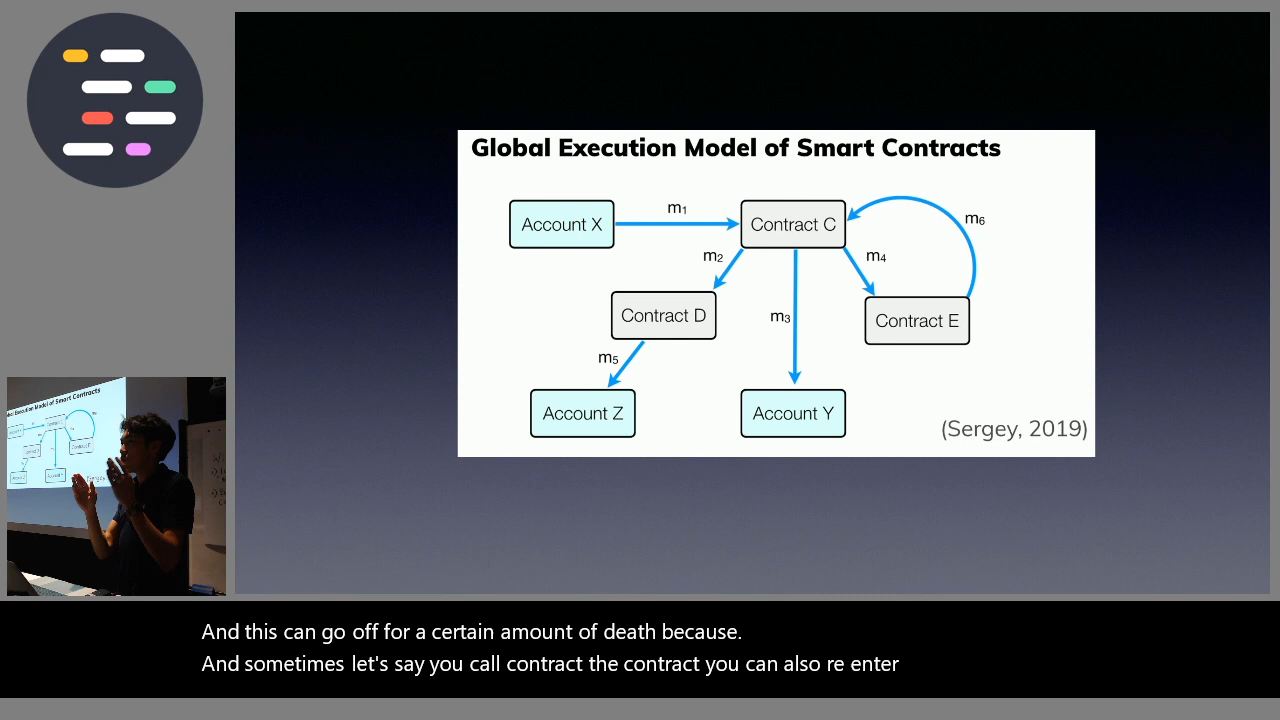 Global Execution Model of Smart Contracts
Account X
m₁
Contract C
m₆
m₂
m₄
Contract D
m₃
Contract E
m₅
Account Z
Account Y
(Sergey, 2019)
And this can go off for a certain amount of death because.
And sometimes let's say you call contract the contract you can also re enter